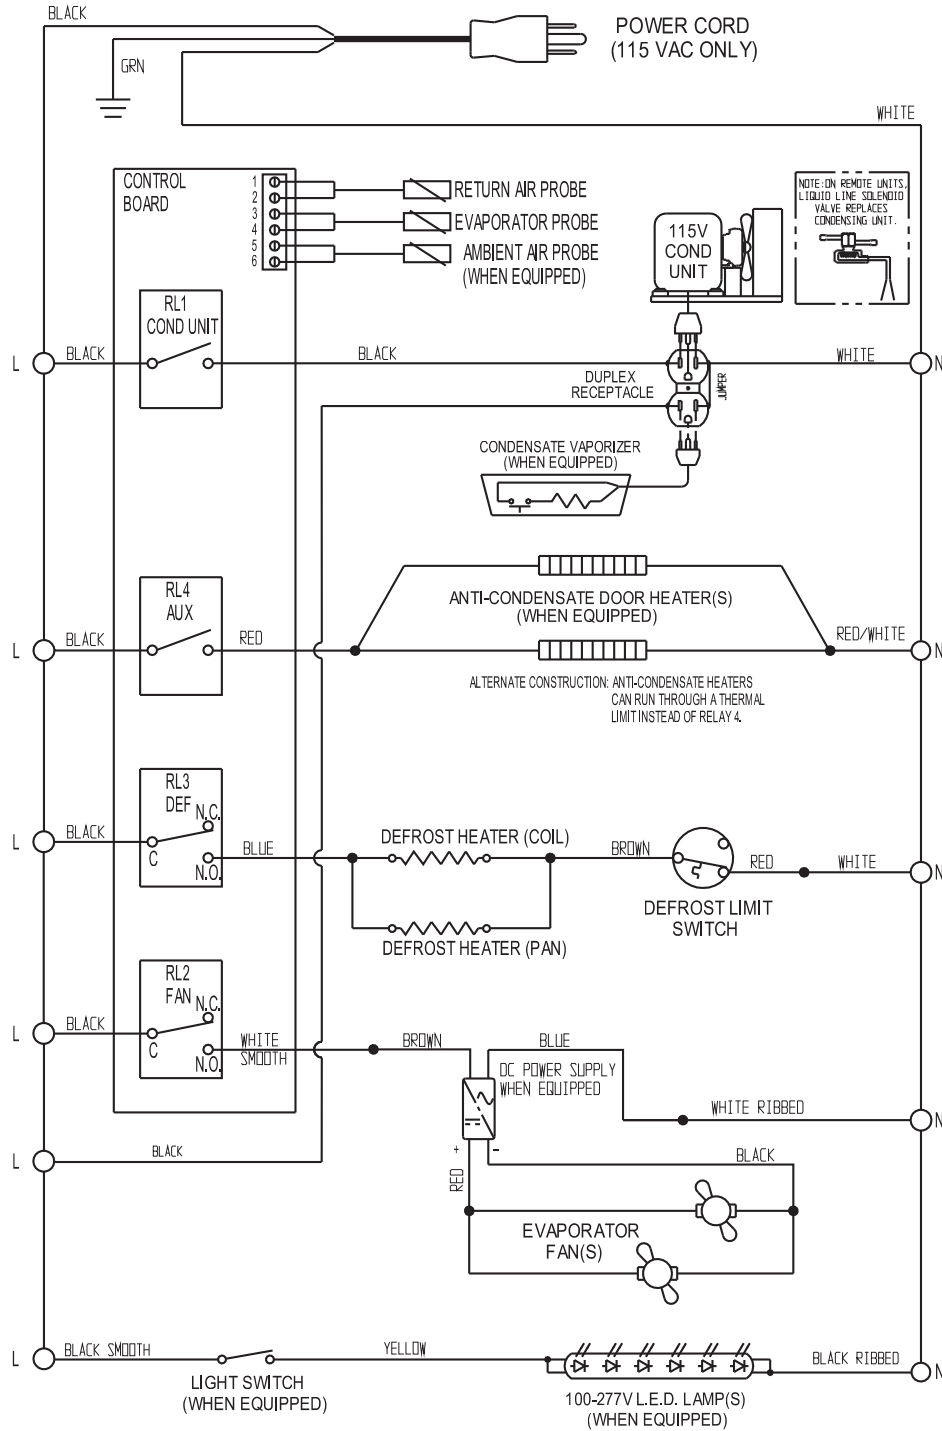 BLACK
POWER CORD
(115 VAC ONLY)
GRN
WHITE
CONTROL
BOARD
1
2
3
4
5
6
RETURN AIR PROBE
EVAPORATOR PROBE
AMBIENT AIR PROBE
(WHEN EQUIPPED)
115V
COND
UNIT
NOTE:ON REMOTE UNITS,
LIQUID LINE SOLENOID
VALVE REPLACES
CONDENSING UNIT.
RL1
COND UNIT
L
BLACK
BLACK
WHITE
N
DUPLEX
RECEPTACLE
JUMPER
CONDENSATE VAPORIZER
(WHEN EQUIPPED)
RL4
AUX
L
BLACK
RED
ANTI-CONDENSATE DOOR HEATER(S)
(WHEN EQUIPPED)
RED/WHITE
N
ALTERNATE CONSTRUCTION: ANTI-CONDENSATE HEATERS
CAN RUN THROUGH A THERMAL
LIMIT INSTEAD OF RELAY 4.
RL3
DEF
N.C.
L
BLACK
C
N.O.
BLUE
DEFROST HEATER (COIL)
BROWN
RED
WHITE
N
DEFROST LIMIT
SWITCH
DEFROST HEATER (PAN)
RL2
FAN
N.C.
L
BLACK
C
N.O.
WHITE
SMOOTH
BROWN
BLUE
DC POWER SUPPLY
WHEN EQUIPPED
WHITE RIBBED
N
L
BLACK
+
-
RED
BLACK
EVAPORATOR
FAN(S)
L
BLACK SMOOTH
YELLOW
BLACK RIBBED
N
LIGHT SWITCH
(WHEN EQUIPPED)
100-277V L.E.D. LAMP(S)
(WHEN EQUIPPED)